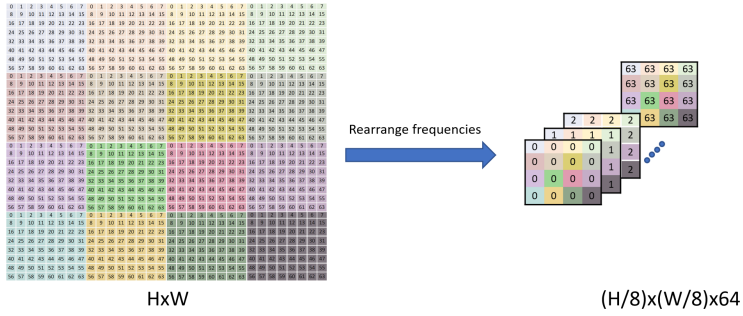 0 1 2 3 4 5 6 7 0 1 2 3 4 5 6 7 0 1 2 3 4 5 6 7 0 1 2 3 4 5 6 7
8 9 10 11 12 13 14 15 8 9 10 11 12 13 14 15 8 9 10 11 12 13 14 15 8 9 10 11 12 13 14 15
16 17 18 19 20 21 22 23 16 17 18 19 20 21 22 23 16 17 18 19 20 21 22 23 16 17 18 19 20 21 22 23
24 25 26 27 28 29 30 31 24 25 26 27 28 29 30 31 24 25 26 27 28 29 30 31 24 25 26 27 28 29 30 31
32 33 34 35 36 37 38 39 32 33 34 35 36 37 38 39 32 33 34 35 36 37 38 39 32 33 34 35 36 37 38 39
40 41 42 43 44 45 46 47 40 41 42 43 44 45 46 47 40 41 42 43 44 45 46 47 40 41 42 43 44 45 46 47
48 49 50 51 52 53 54 55 48 49 50 51 52 53 54 55 48 49 50 51 52 53 54 55 48 49 50 51 52 53 54 55
56 57 58 59 60 61 62 63 56 57 58 59 60 61 62 63 56 57 58 59 60 61 62 63 56 57 58 59 60 61 62 63
0 1 2 3 4 5 6 7 0 1 2 3 4 5 6 7 0 1 2 3 4 5 6 7 0 1 2 3 4 5 6 7
8 9 10 11 12 13 14 15 8 9 10 11 12 13 14 15 8 9 10 11 12 13 14 15 8 9 10 11 12 13 14 15
16 17 18 19 20 21 22 23 16 17 18 19 20 21 22 23 16 17 18 19 20 21 22 23 16 17 18 19 20 21 22 23
24 25 26 27 28 29 30 31 24 25 26 27 28 29 30 31 24 25 26 27 28 29 30 31 24 25 26 27 28 29 30 31
32 33 34 35 36 37 38 39 32 33 34 35 36 37 38 39 32 33 34 35 36 37 38 39 32 33 34 35 36 37 38 39
40 41 42 43 44 45 46 47 40 41 42 43 44 45 46 47 40 41 42 43 44 45 46 47 40 41 42 43 44 45 46 47
48 49 50 51 52 53 54 55 48 49 50 51 52 53 54 55 48 49 50 51 52 53 54 55 48 49 50 51 52 53 54 55
56 57 58 59 60 61 62 63 56 57 58 59 60 61 62 63 56 57 58 59 60 61 62 63 56 57 58 59 60 61 62 63
0 1 2 3 4 5 6 7 0 1 2 3 4 5 6 7 0 1 2 3 4 5 6 7 0 1 2 3 4 5 6 7
8 9 10 11 12 13 14 15 8 9 10 11 12 13 14 15 8 9 10 11 12 13 14 15 8 9 10 11 12 13 14 15
16 17 18 19 20 21 22 23 16 17 18 19 20 21 22 23 16 17 18 19 20 21 22 23 16 17 18 19 20 21 22 23
24 25 26 27 28 29 30 31 24 25 26 27 28 29 30 31 24 25 26 27 28 29 30 31 24 25 26 27 28 29 30 31
32 33 34 35 36 37 38 39 32 33 34 35 36 37 38 39 32 33 34 35 36 37 38 39 32 33 34 35 36 37 38 39
40 41 42 43 44 45 46 47 40 41 42 43 44 45 46 47 40 41 42 43 44 45 46 47 40 41 42 43 44 45 46 47
48 49 50 51 52 53 54 55 48 49 50 51 52 53 54 55 48 49 50 51 52 53 54 55 48 49 50 51 52 53 54 55
56 57 58 59 60 61 62 63 56 57 58 59 60 61 62 63 56 57 58 59 60 61 62 63 56 57 58 59 60 61 62 63
0 1 2 3 4 5 6 7 0 1 2 3 4 5 6 7 0 1 2 3 4 5 6 7 0 1 2 3 4 5 6 7
8 9 10 11 12 13 14 15 8 9 10 11 12 13 14 15 8 9 10 11 12 13 14 15 8 9 10 11 12 13 14 15
16 17 18 19 20 21 22 23 16 17 18 19 20 21 22 23 16 17 18 19 20 21 22 23 16 17 18 19 20 21 22 23
24 25 26 27 28 29 30 31 24 25 26 27 28 29 30 31 24 25 26 27 28 29 30 31 24 25 26 27 28 29 30 31
32 33 34 35 36 37 38 39 32 33 34 35 36 37 38 39 32 33 34 35 36 37 38 39 32 33 34 35 36 37 38 39
40 41 42 43 44 45 46 47 40 41 42 43 44 45 46 47 40 41 42 43 44 45 46 47 40 41 42 43 44 45 46 47
48 49 50 51 52 53 54 55 48 49 50 51 52 53 54 55 48 49 50 51 52 53 54 55 48 49 50 51 52 53 54 55
56 57 58 59 60 61 62 63 56 57 58 59 60 61 62 63 56 57 58 59 60 61 62 63 56 57 58 59 60 61 62 63
HxW
Rearrange frequencies
63 63 63 63
63 63 63 63
63 63 63 63
63 63 63
2 2 2 2
2
2
2
1 1 1 1
1
1
1
0 0 0 0
0 0 0 0
0 0 0 0
0 0 0 0
(H/8)x(W/8)x64